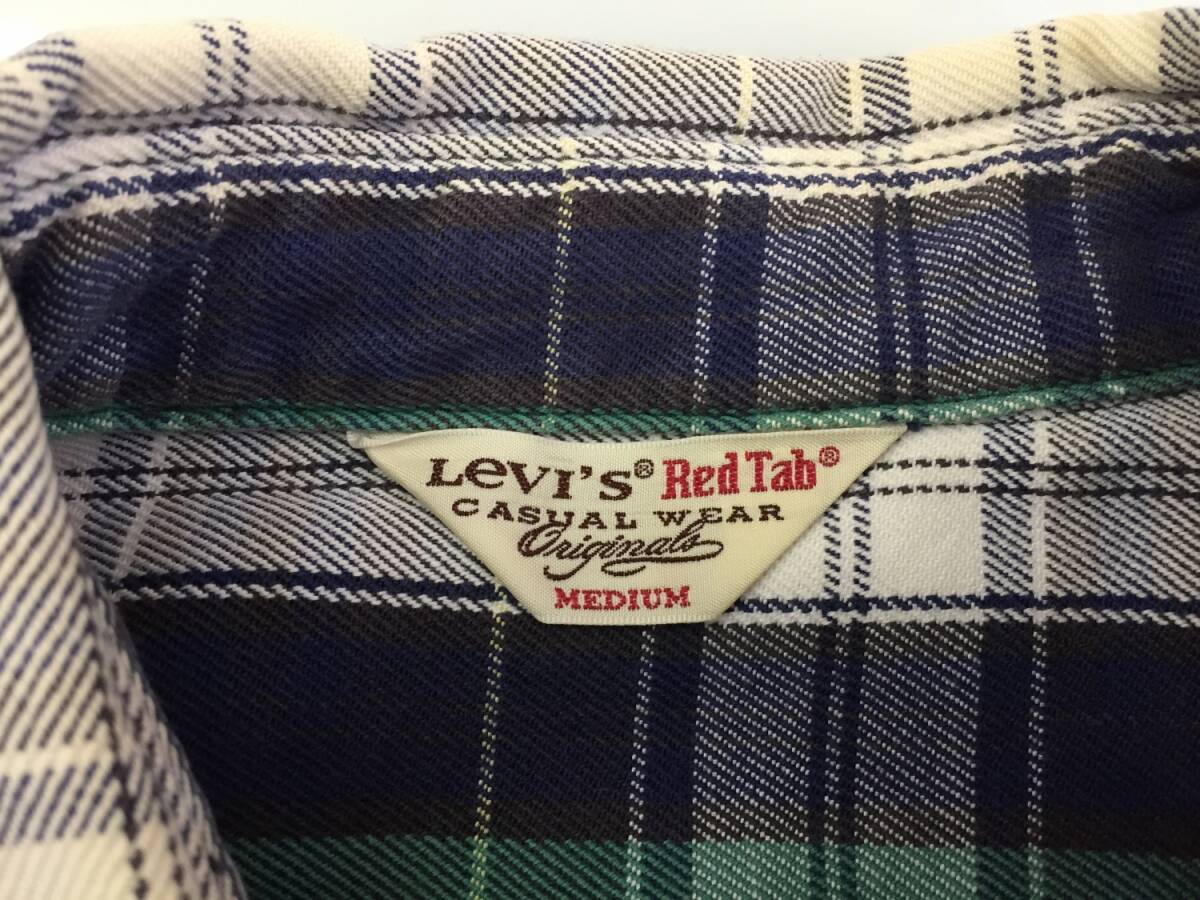 LeVI'S® Red Tab®
CASUAL WEAR
Originals
MEDIUM